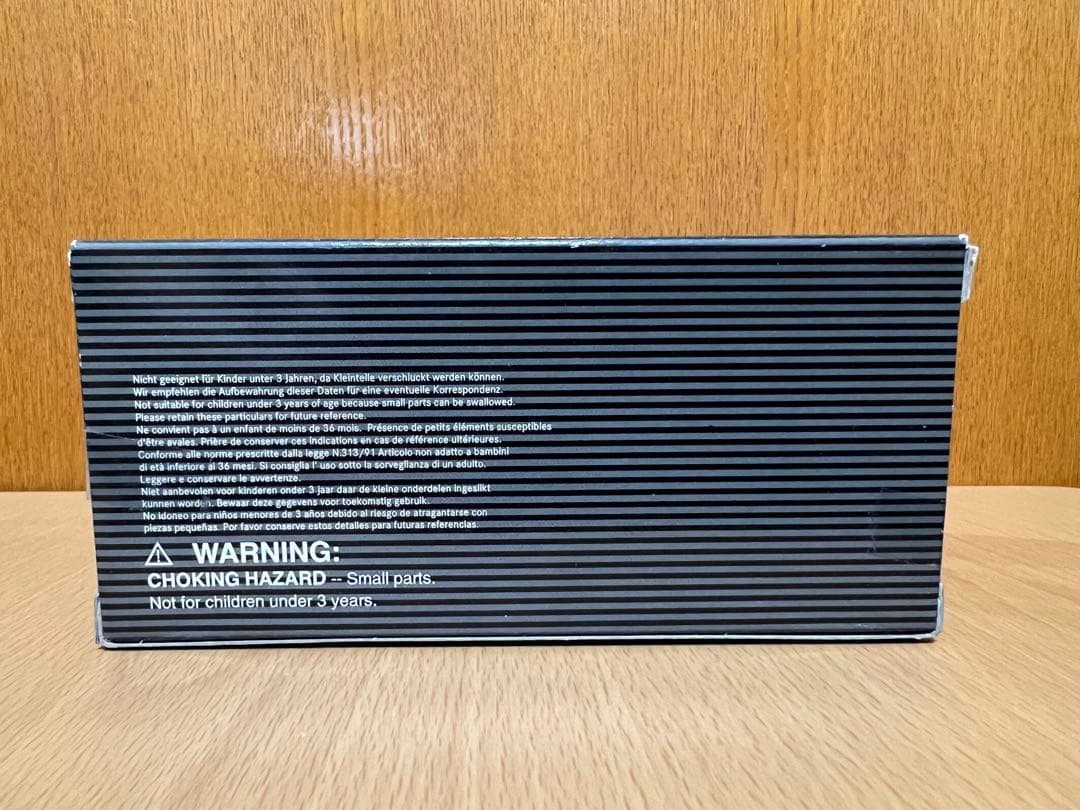 Nicht geeignet für Kinder unter 3 Jahren, da Kleinteile verschluckt werden können.
Wir empfehlen die Aufbewahrung dieser Daten für eine eventuelle Korrespondenz.
Not suitable for children under 3 years of age because small parts can be swallowed.
Please retain these particulars for future reference.
Ne convient pas à un enfant de moins de 36 mois. Présence de petits éléments susceptibles
d'être avales. Prière de conserver ces indications en cas de référence ultérieures.
Conforme alle norme prescritte dalla legge N.313/91 Articolo non adatto a bambini
di età inferiore ai 36 mesi. Si consiglia l' uso sotto la sorveglianza di un adulto.
Leggere e conservare le avvertenze.
Niet aanbevolen voor kinderen onder 3 jaar daar de kleine onderdelen ingeslikt
kunnen worden. Bewaar deze gegevens voor toekomstig gebruik.
No idoneo para niños menores de 3 años debido al riesgo de atragantarse con
piezas pequeñas. Por favor conserve estos detalles para futuras referencias.
⚠ WARNING:
CHOKING HAZARD -- Small parts.
Not for children under 3 years.